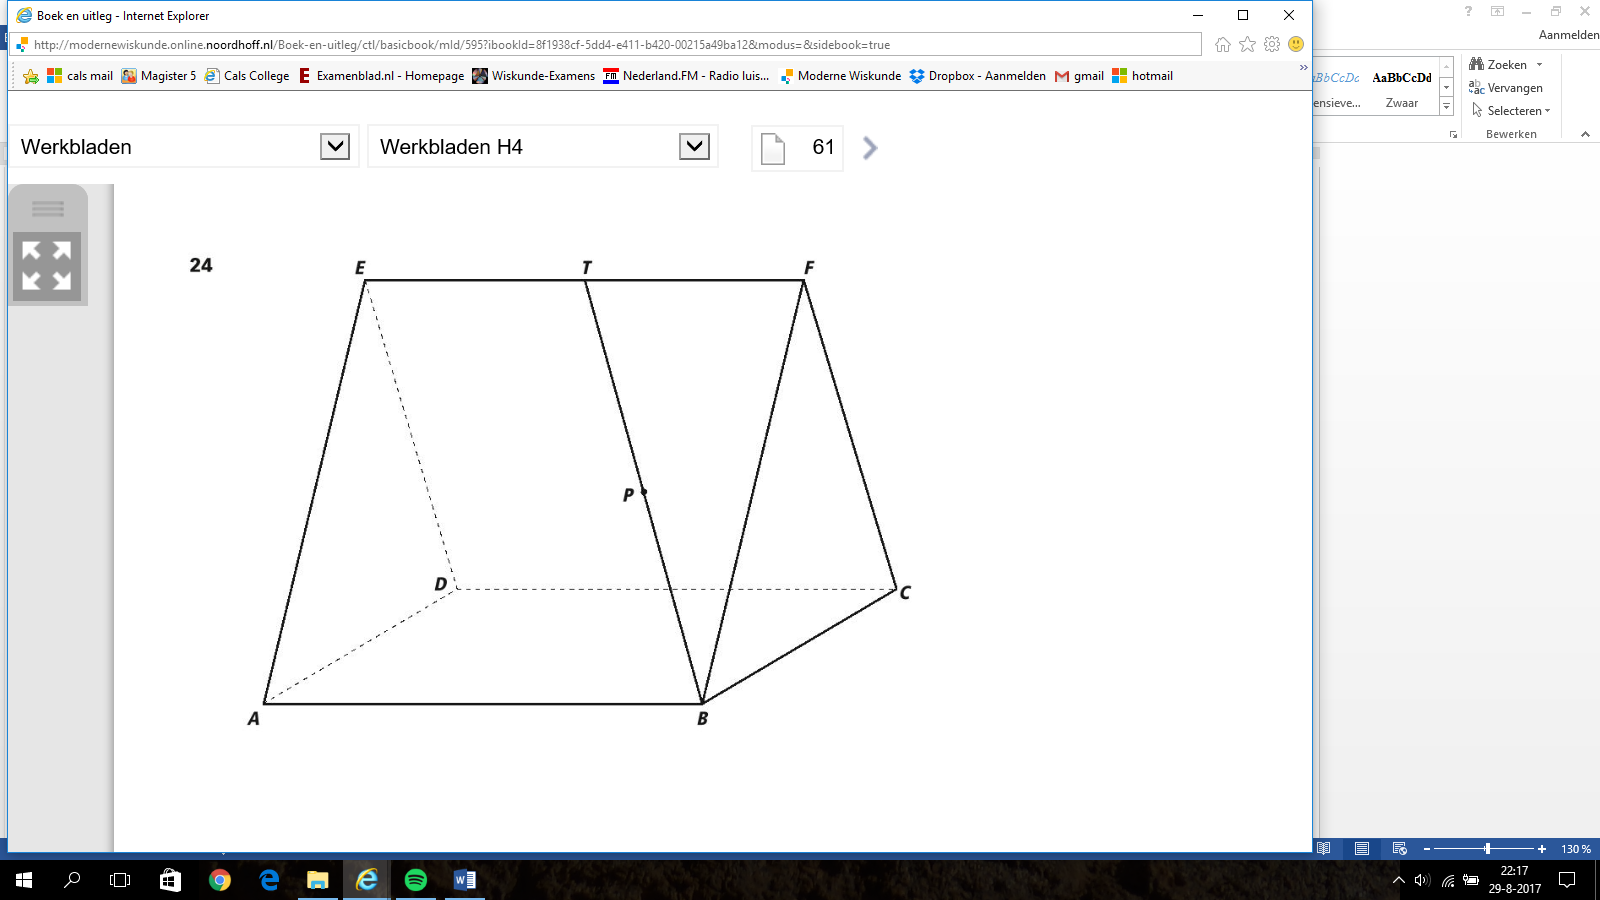 Boek en uitleg - Internet Explorer
http://modernewiskunde.online.noordhoff.nl/Boek-en-uitleg/ctl/basicbook/mld/595?ibookId=8f1938cf-5dd4-e411-b420-00215a49ba12&modus=&sidebook=true
cals mail Magister 5 Cals College Examenblad.nl - Homepage Wiskunde-Examens Nederland.FM - Radio luis... Moderne Wiskunde Dropbox - Aanmelden gmail hotmail »
Aanmelden
AaBbCcDd
ensieve... Zwaar
Zoeken
Vervangen
Selecteren
Bewerken
Werkbladen Werkbladen H4 61
24
E T F
P
D C
A B
130 %
22:17
29-8-2017